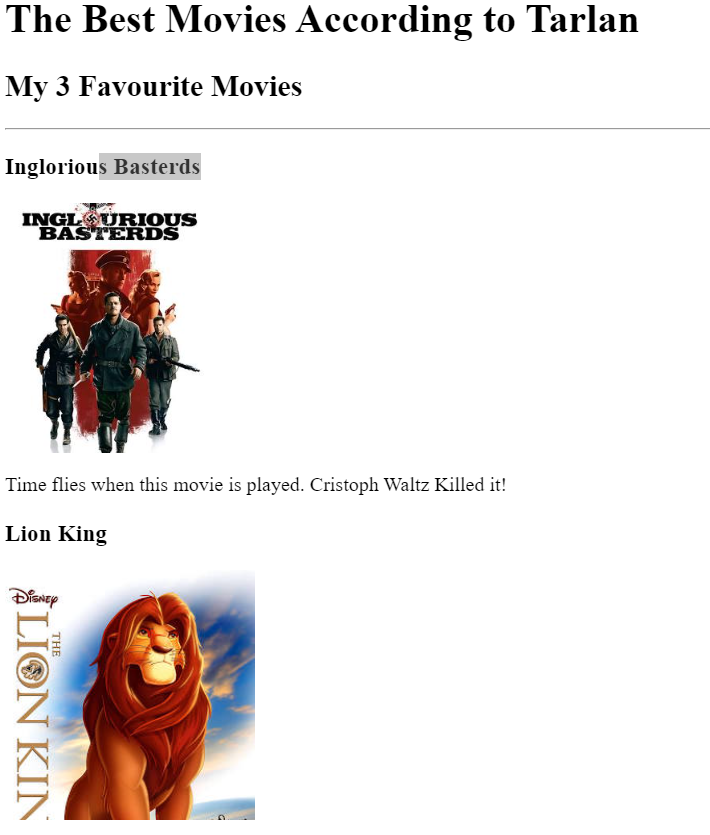 The Best Movies According to Tarlan
My 3 Favourite Movies
Inglorious Basterds
INGLOURIOUS
BASTERDS
Time flies when this movie is played. Cristoph Waltz Killed it!
Lion King
DISNEY
THE
LION KIN